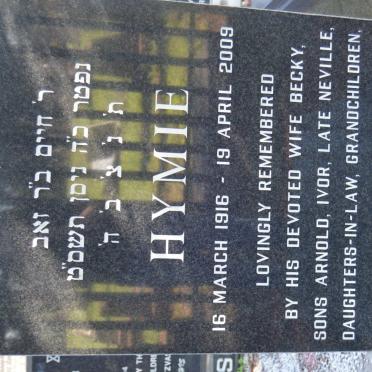 ר' חיים ב"ר זאב
נפטר כ"ה ניסן תשס"ט
ת' נ' צ' ב' ה'
HYMIE
16 MARCH 1916 - 19 APRIL 2009
LOVINGLY REMEMBERED
BY HIS DEVOTED WIFE BECKY,
SONS ARNOLD, IVOR, LATE NEVILLE,
DAUGHTERS-IN-LAW, GRANDCHILDREN,